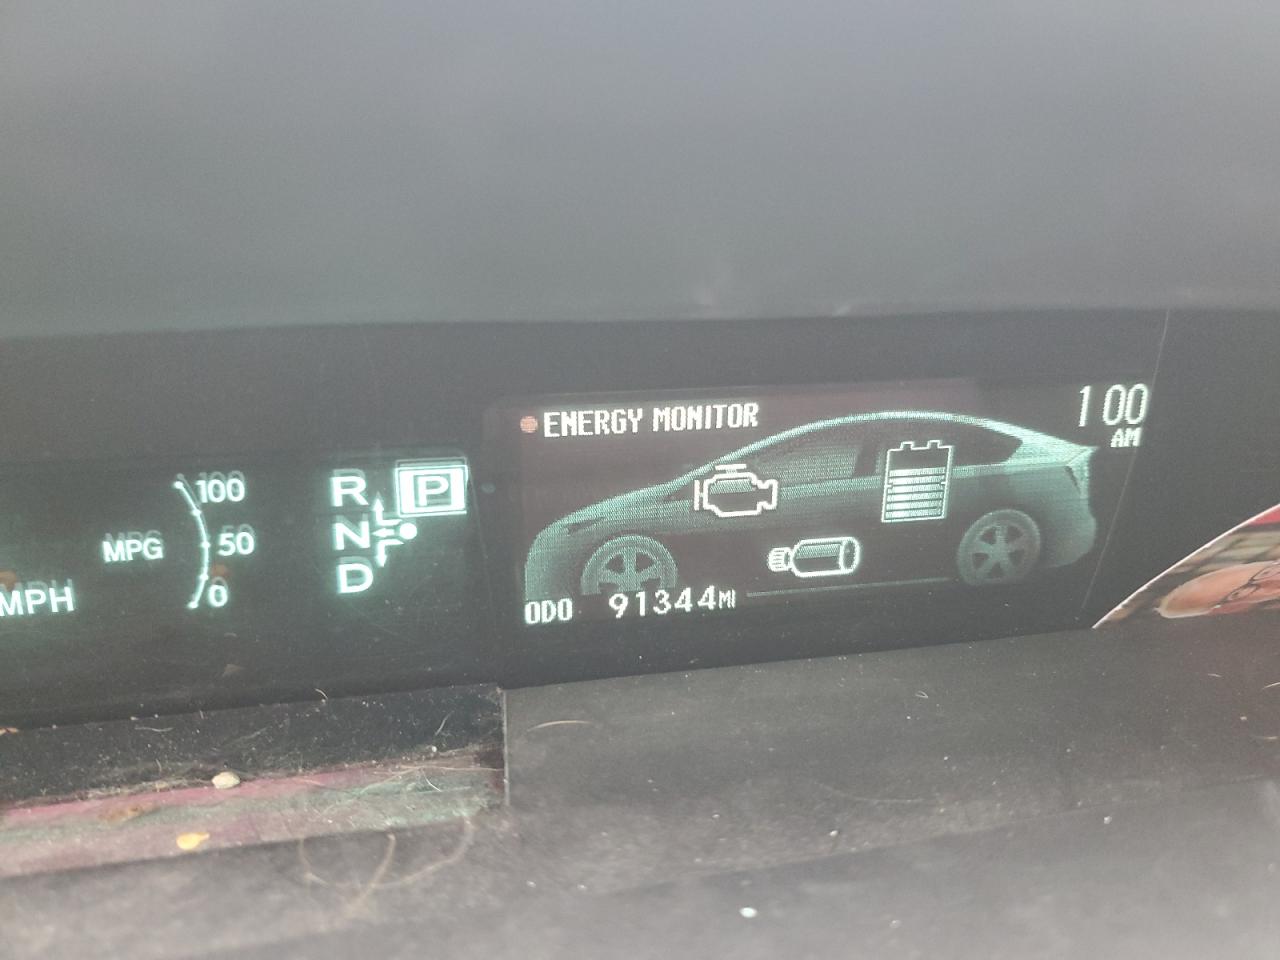 100
MPG 50
0
MPH
R P
N
D
ENERGY MONITOR
1 00
AM
ODO 91344MI